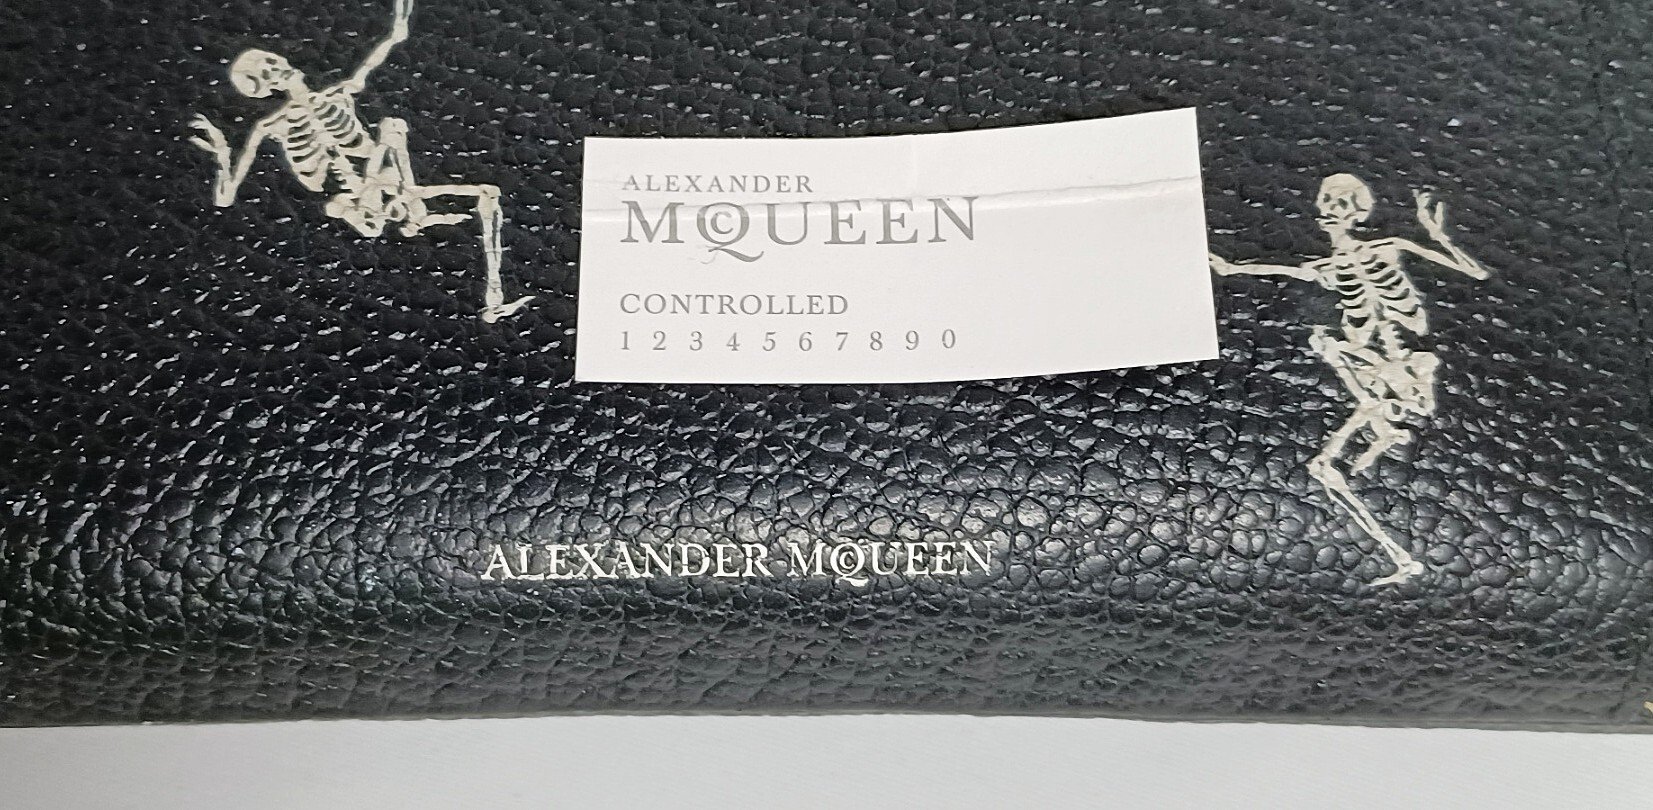 ALEXANDER
McQUEEN
CONTROLLED
1 2 3 4 5 6 7 8 9 0
ALEXANDER McQUEEN